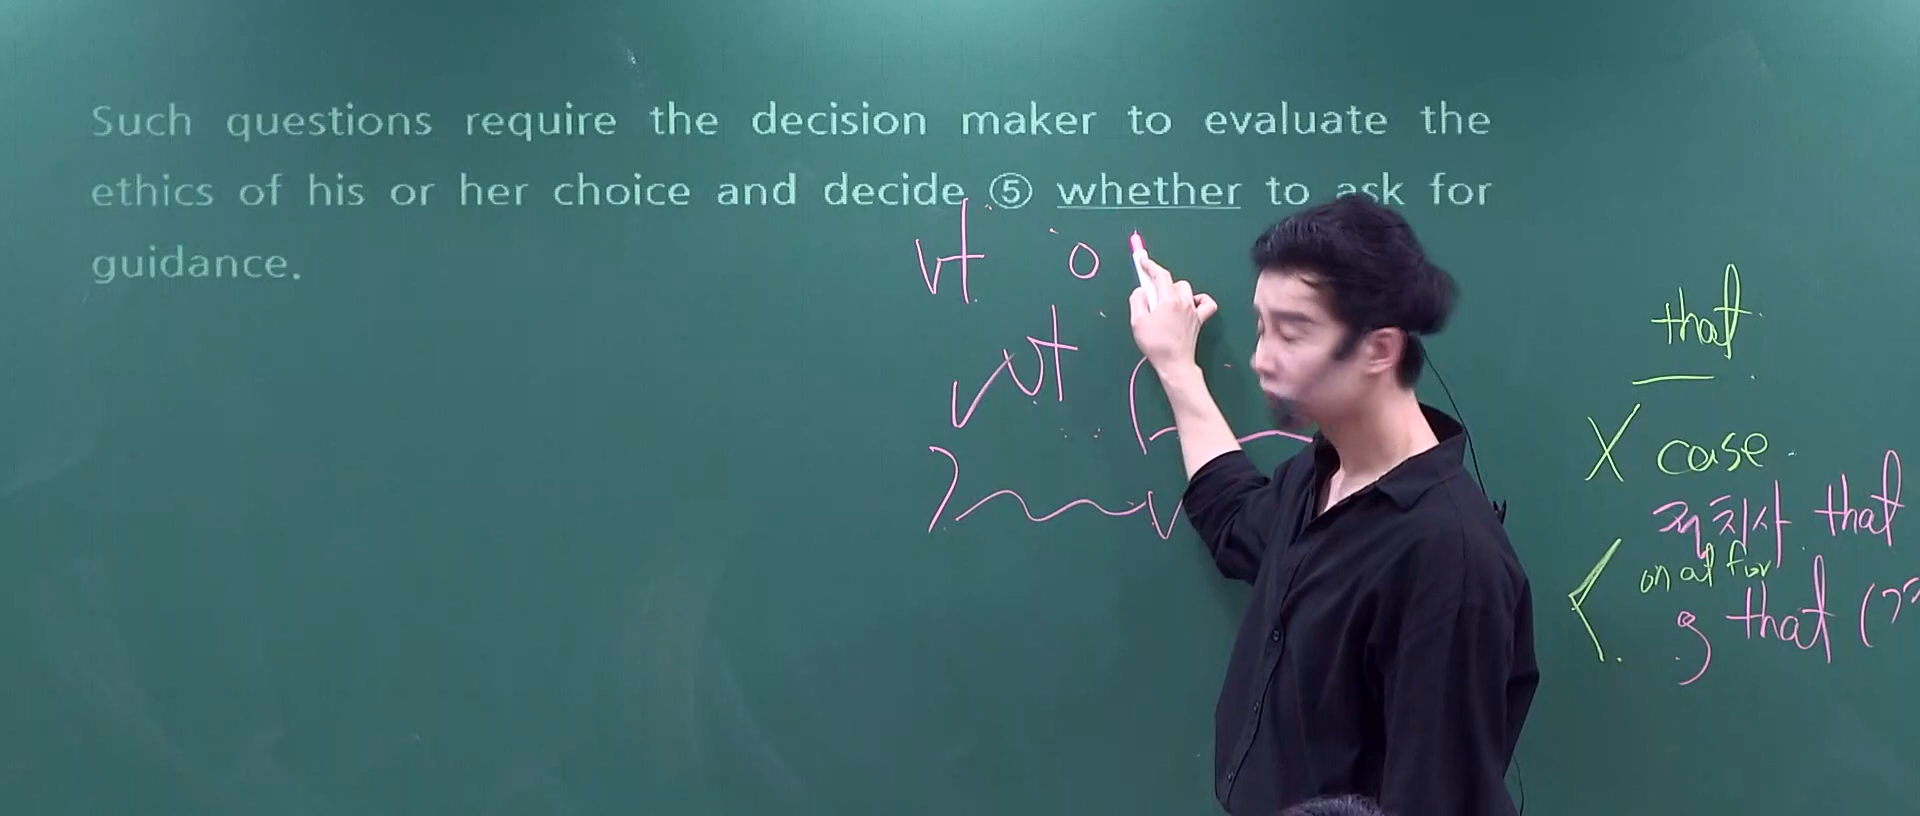 Such questions require the decision maker to evaluate the
ethics of his or her choice and decide ⑤ whether to ask for
guidance.
vt o
vt
that
X case
전치사 that
on at for
that (